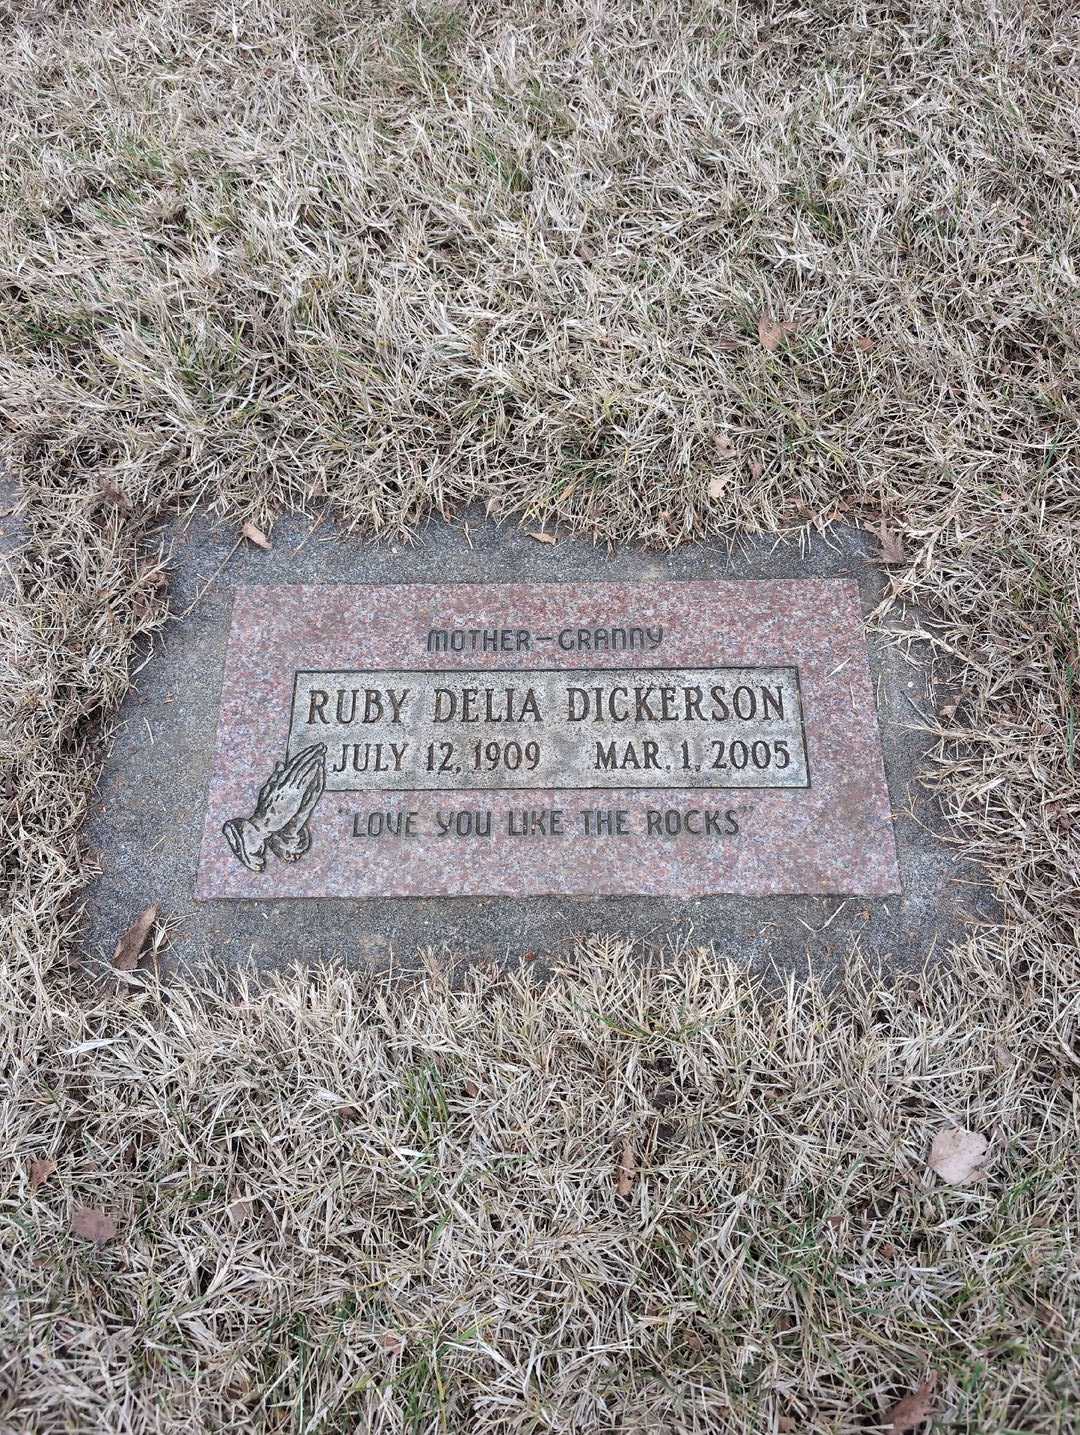 MOTHER–GRANNY
RUBY DELIA DICKERSON
JULY 12, 1909 MAR. 1, 2005
"LOVE YOU LIKE THE ROCKS"